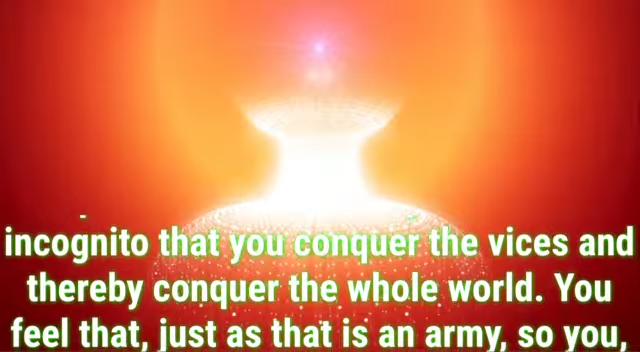 incognito that you conquer the vices and
thereby conquer the whole world. You
feel that, just as that is an army, so you,